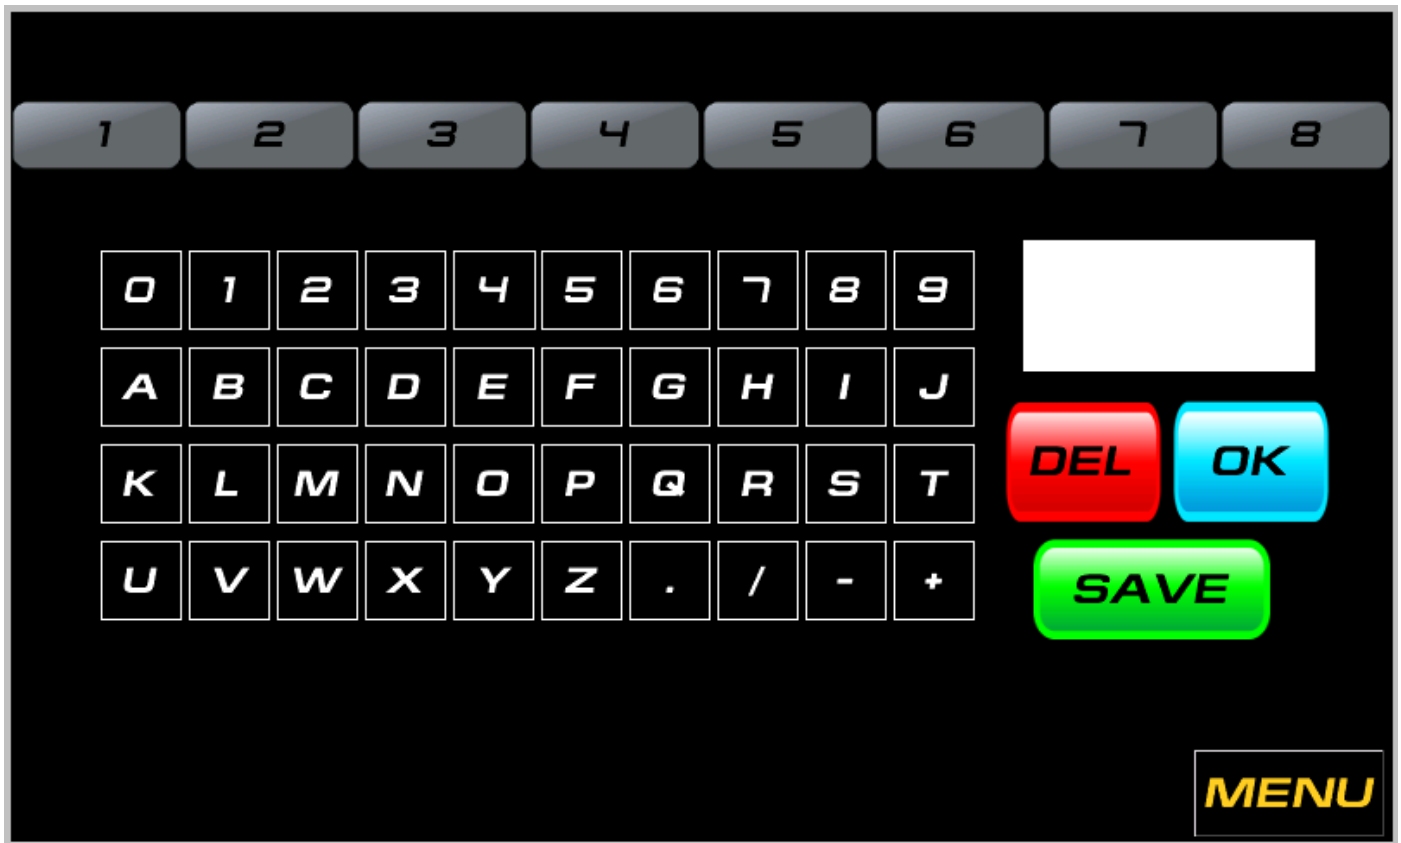 1 2 3 4 5 6 7 8
0 1 2 3 4 5 6 7 8 9
A B C D E F G H I J
DEL OK
K L M N O P Q R S T
U V W X Y Z . / - +
SAVE
MENU